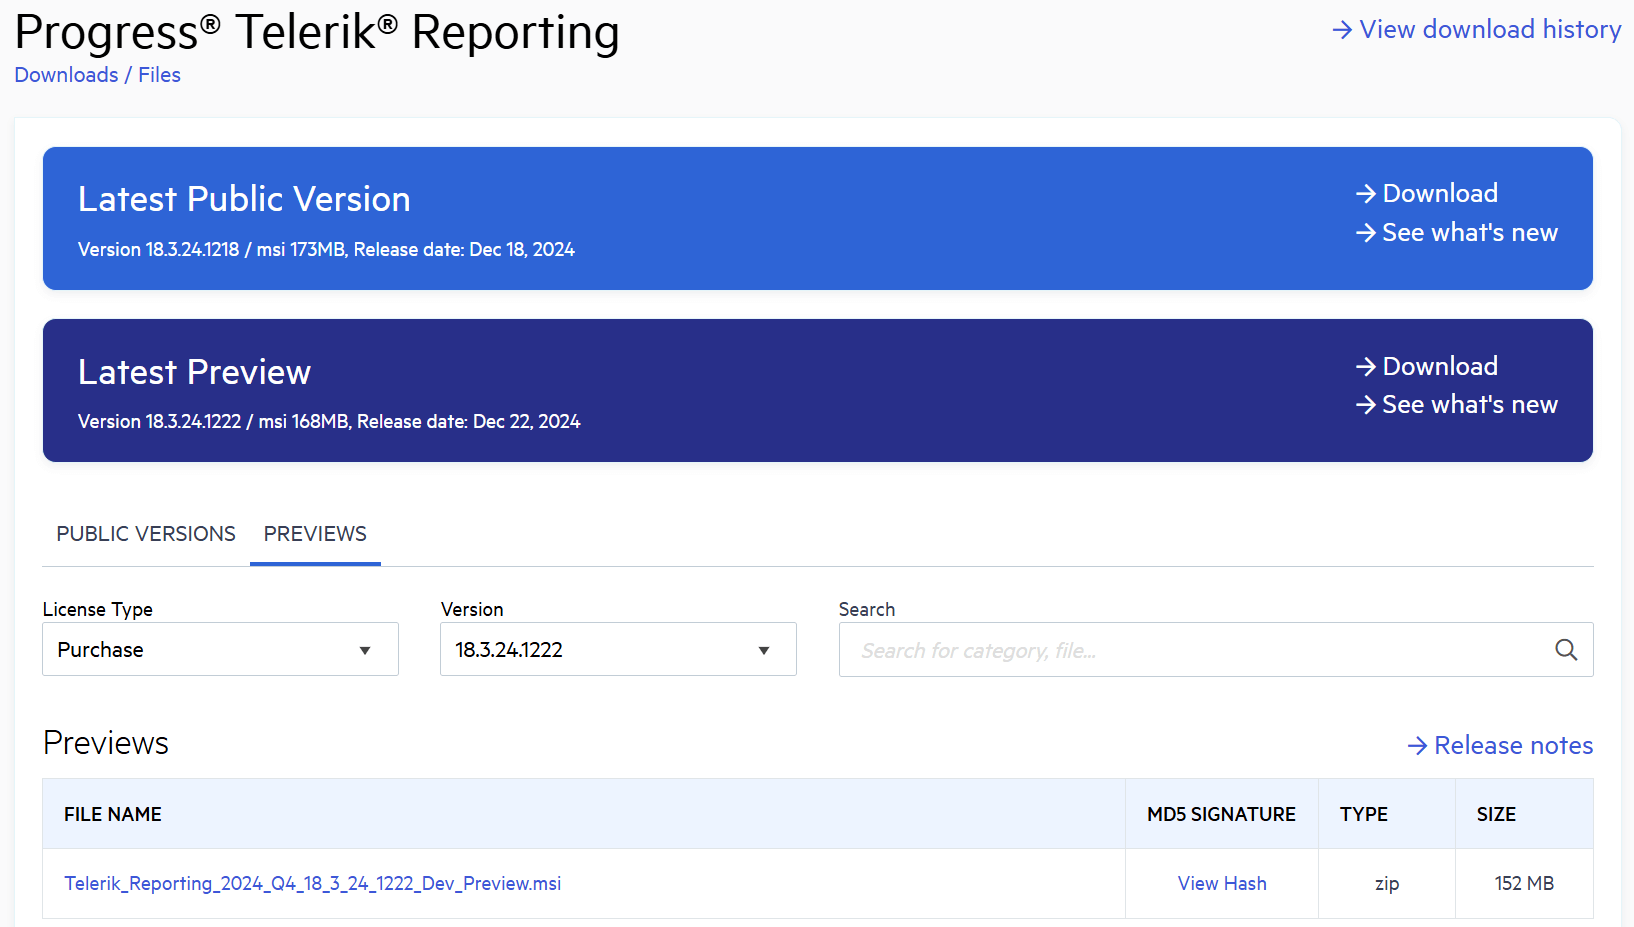 Progress® Telerik® Reporting
→ View download history
Downloads / Files
Latest Public Version
→ Download
→ See what's new
Version 18.3.24.1218 / msi 173MB, Release date: Dec 18, 2024
Latest Preview
→ Download
→ See what's new
Version 18.3.24.1222 / msi 168MB, Release date: Dec 22, 2024
PUBLIC VERSIONS PREVIEWS
License Type Version Search
Purchase 18.3.24.1222 Search for category, file...
Previews
→ Release notes
FILE NAME MD5 SIGNATURE TYPE SIZE
Telerik_Reporting_2024_Q4_18_3_24_1222_Dev_Preview.msi View Hash zip 152 MB